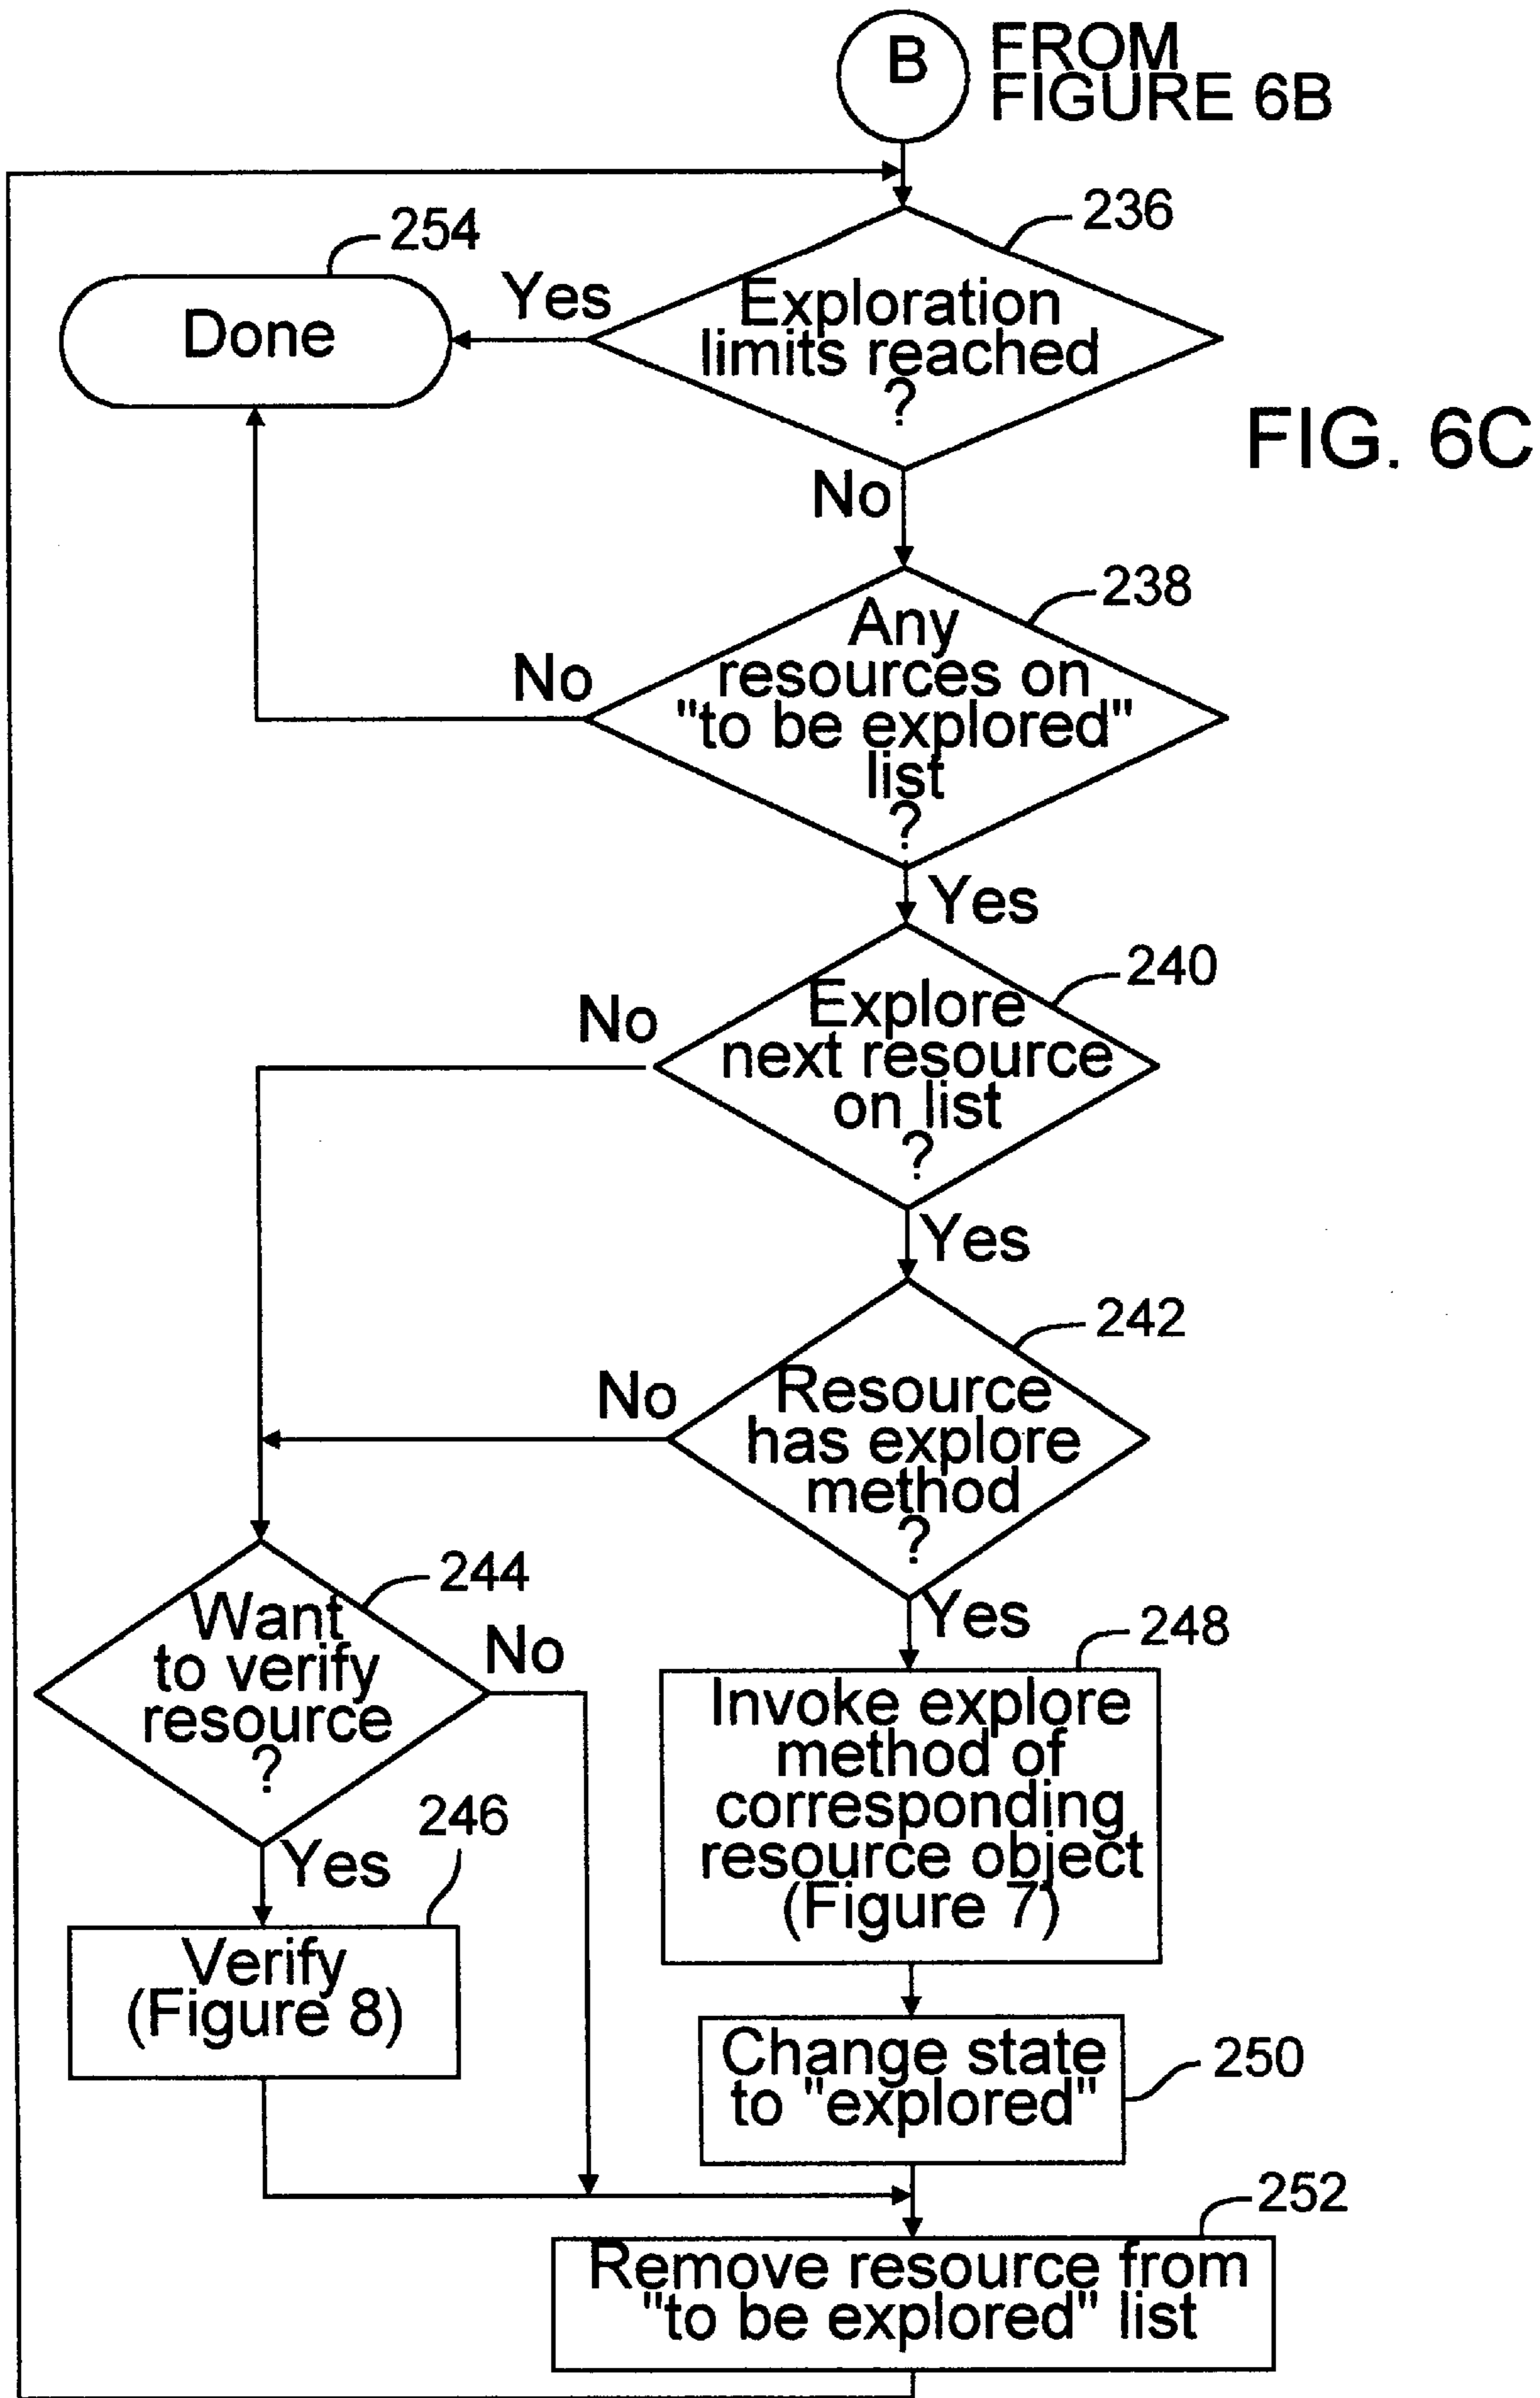 B
FROM
FIGURE 6B
236
254
Done
Yes
Exploration
limits reached
?
FIG. 6C
No
238
Any
resources on
"to be explored"
list
?
No
Yes
240
Explore
next resource
on list
?
No
Yes
242
Resource
has explore
method
?
No
Yes
244
Want
to verify
resource
?
No
Yes
248
Invoke explore
method of
corresponding
resource object
(Figure 7)
246
Verify
(Figure 8)
Change state
to "explored"
250
252
Remove resource from
"to be explored" list